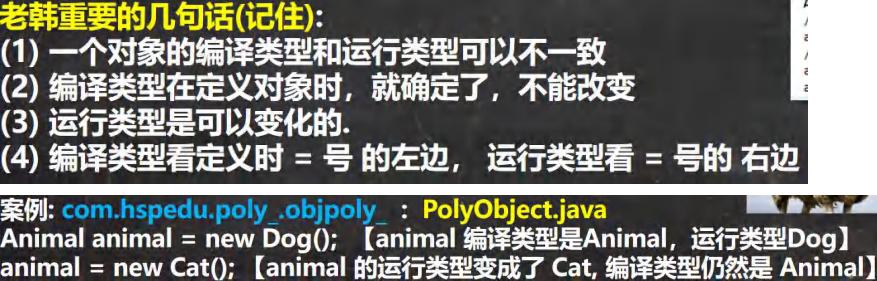 老韩重要的几句话(记住):
(1) 一个对象的编译类型和运行类型可以不一致
(2) 编译类型在定义对象时，就确定了，不能改变
(3) 运行类型是可以变化的.
(4) 编译类型看定义时 = 号 的左边， 运行类型看 = 号的 右边
案例: com.hspedu.poly_.objpoly_ : PolyObject.java
Animal animal = new Dog(); 【animal 编译类型是Animal，运行类型Dog】
animal = new Cat(); 【animal 的运行类型变成了 Cat, 编译类型仍然是 Animal】